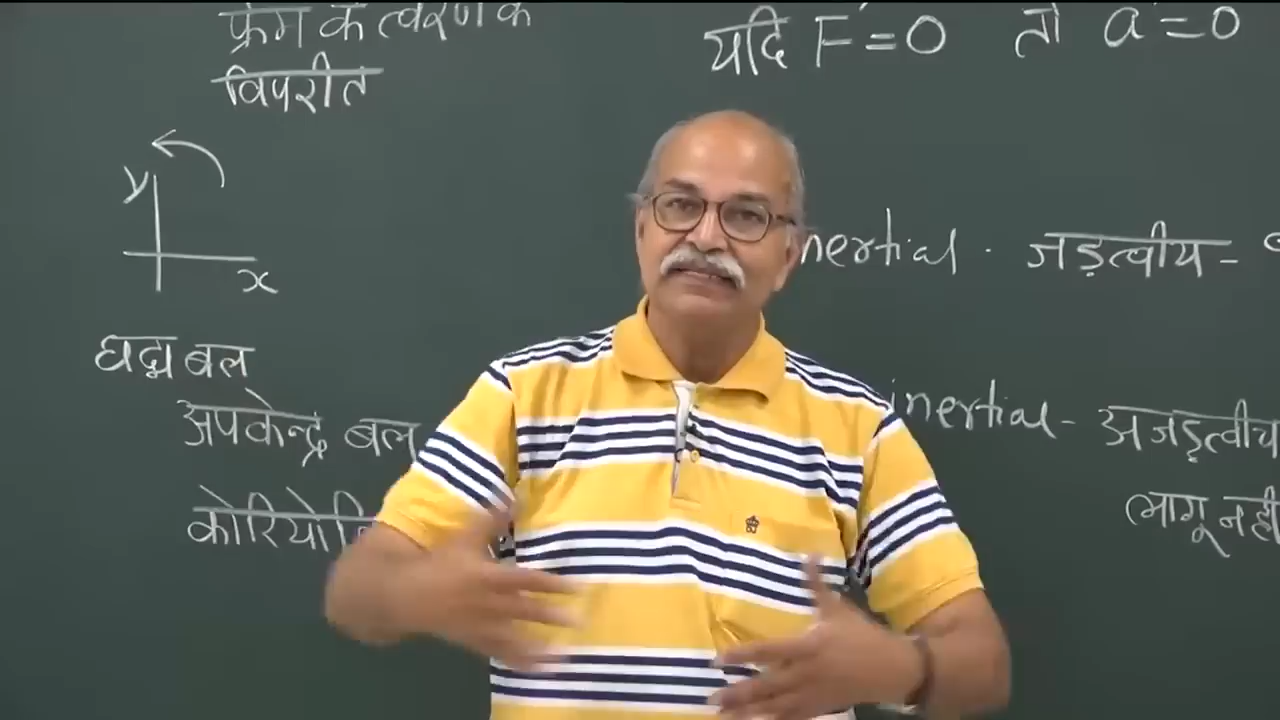 फ्रेम के त्वरण के
विपरीत
यदि F'=0 तो a'=0
y
x
nertial . जड़त्वीय -
छद्म बल
अपकेन्द्र बल
inertial - अजड़त्वीय
कोरियो
लागू नही